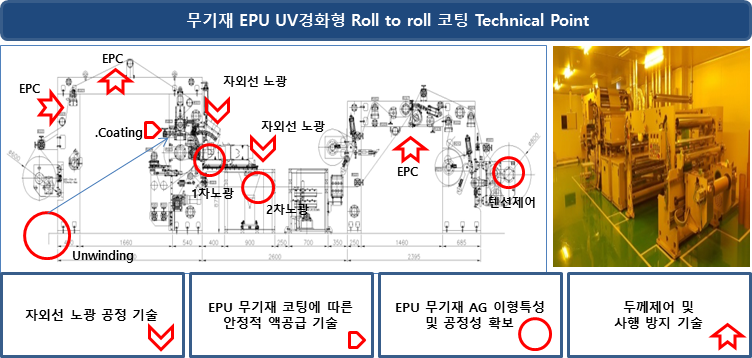 무기재 EPU UV경화형 Roll to roll 코팅 Technical Point
EPC
EPC
자외선 노광
.Coating
자외선 노광
1차노광
2차노광
EPC
텐션제어
Unwinding
1660
540
400
900
250
700
350
250
1460
685
2600
2395
자외선 노광 공정 기술
EPU 무기재 코팅에 따른
안정적 액공급 기술
EPU 무기재 AG 이형특성
및 공정성 확보
두께제어 및
사행 방지 기술